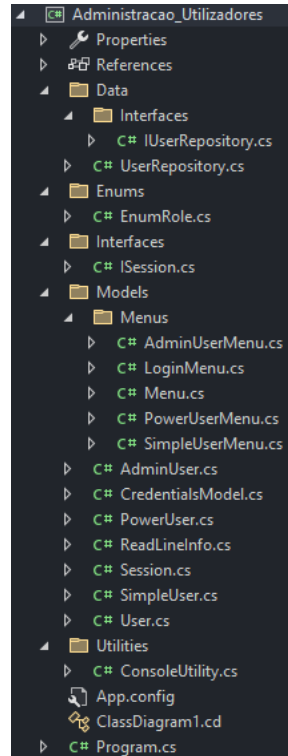 C# Administracao_Utilizadores
Properties
References
Data
Interfaces
C# IUserRepository.cs
C# UserRepository.cs
Enums
C# EnumRole.cs
Interfaces
C# ISession.cs
Models
Menus
C# AdminUserMenu.cs
C# LoginMenu.cs
C# Menu.cs
C# PowerUserMenu.cs
C# SimpleUserMenu.cs
C# AdminUser.cs
C# CredentialsModel.cs
C# PowerUser.cs
C# ReadLineInfo.cs
C# Session.cs
C# SimpleUser.cs
C# User.cs
Utilities
C# ConsoleUtility.cs
App.config
ClassDiagram1.cd
C# Program.cs